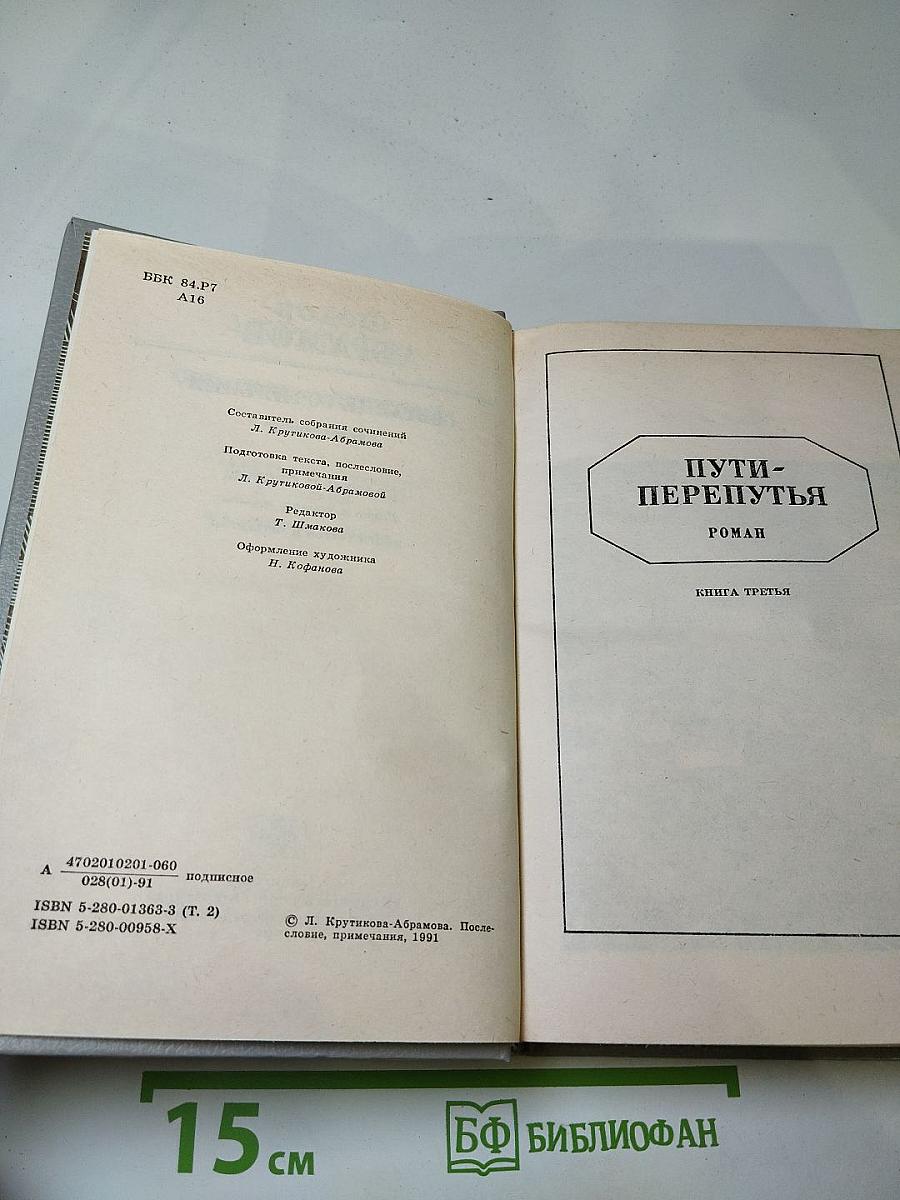 ББК 84.Р7
А16
Составитель собрания сочинений
Л. Крутикова-Абрамова
Подготовка текста, послесловие,
примечания
Л. Крутиковой-Абрамовой
Редактор
Т. Шмакова
Оформление художника
Н. Кофанова
А 4702010201-060
028(01)-91 подписное
ISBN 5-280-01363-3 (Т. 2)
ISBN 5-280-00958-X
© Л. Крутикова-Абрамова. После-
словие, примечания, 1991
ПУТИ-
ПЕРЕПУТЬЯ
РОМАН
КНИГА ТРЕТЬЯ
15 см
БФ БИБЛИОФАН